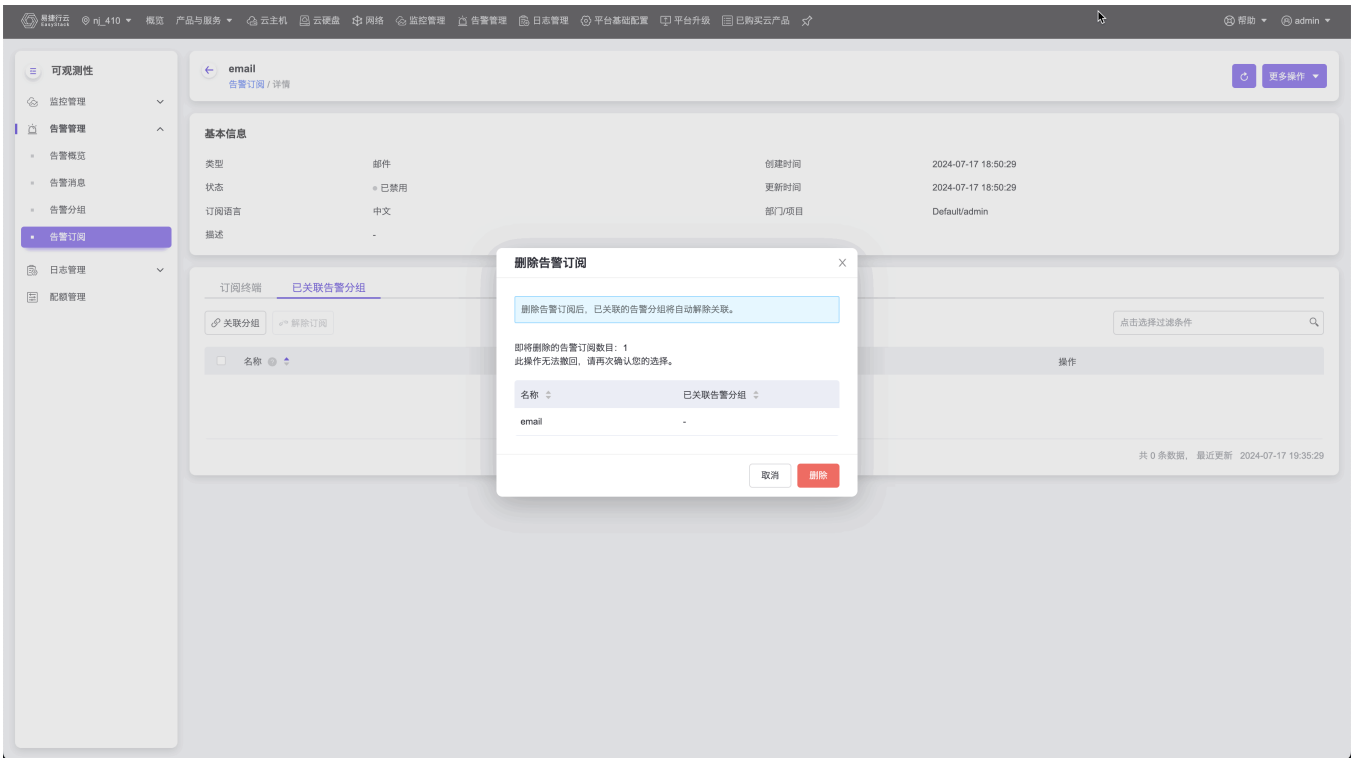 易捷行云 EasyStack nj_410 概览 产品与服务 云主机 云硬盘 网络 监控管理 告警管理 日志管理 平台基础配置 平台升级 已购买云产品 帮助 admin
可观测性
监控管理
告警管理
告警概览
告警消息
告警分组
告警订阅
日志管理
配额管理
email
告警订阅 / 详情
更多操作
基本信息
类型 邮件 创建时间 2024-07-17 18:50:29
状态 已禁用 更新时间 2024-07-17 18:50:29
订阅语言 中文 部门/项目 Default/admin
描述 -
订阅终端 已关联告警分组
关联分组 解除订阅 点击选择过滤条件
名称 操作
共 0 条数据， 最近更新 2024-07-17 19:35:29
删除告警订阅
删除告警订阅后，已关联的告警分组将自动解除关联。
即将删除的告警订阅数目：1
此操作无法撤回，请再次确认您的选择。
名称 已关联告警分组
email -
取消 删除